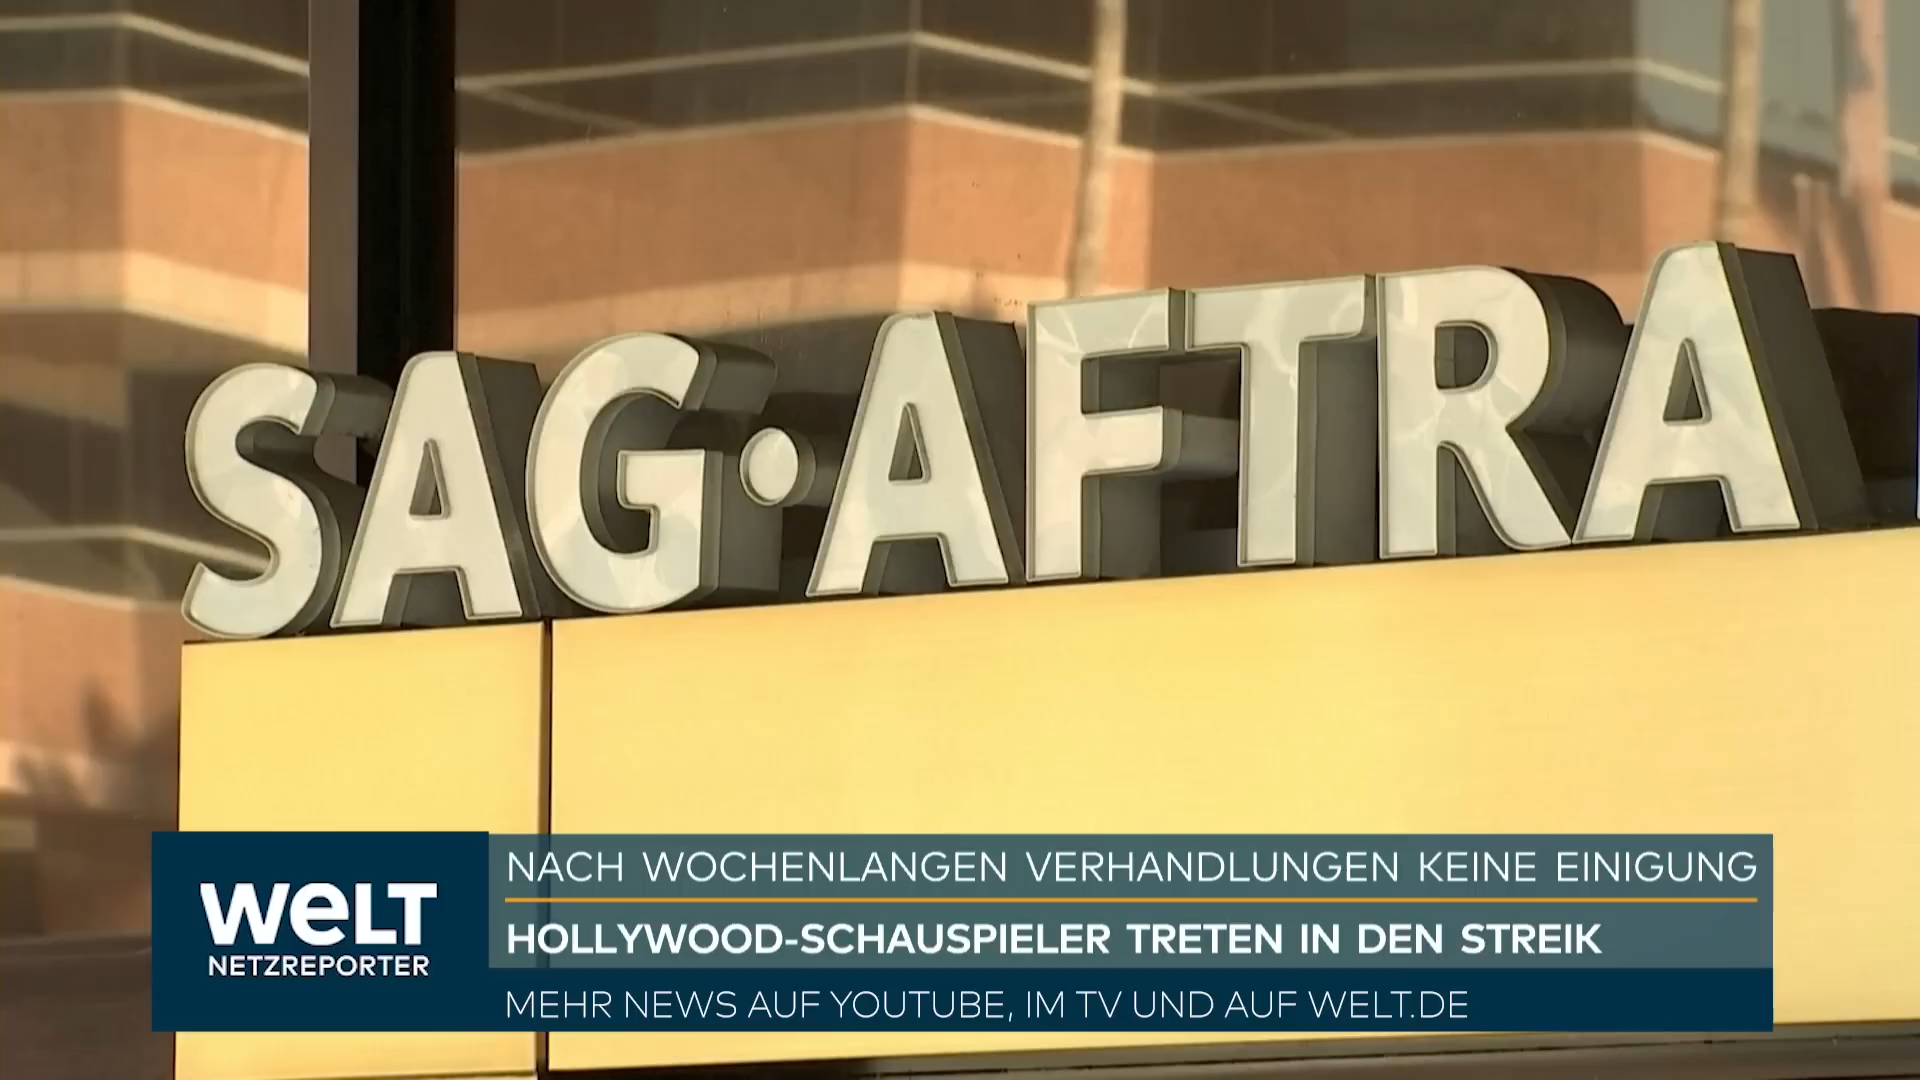 SAG·AFTRA
NACH WOCHENLANGEN VERHANDLUNGEN KEINE EINIGUNG
HOLLYWOOD-SCHAUSPIELER TRETEN IN DEN STREIK
WELT
NETZREPORTER
MEHR NEWS AUF YOUTUBE, IM TV UND AUF WELT.DE